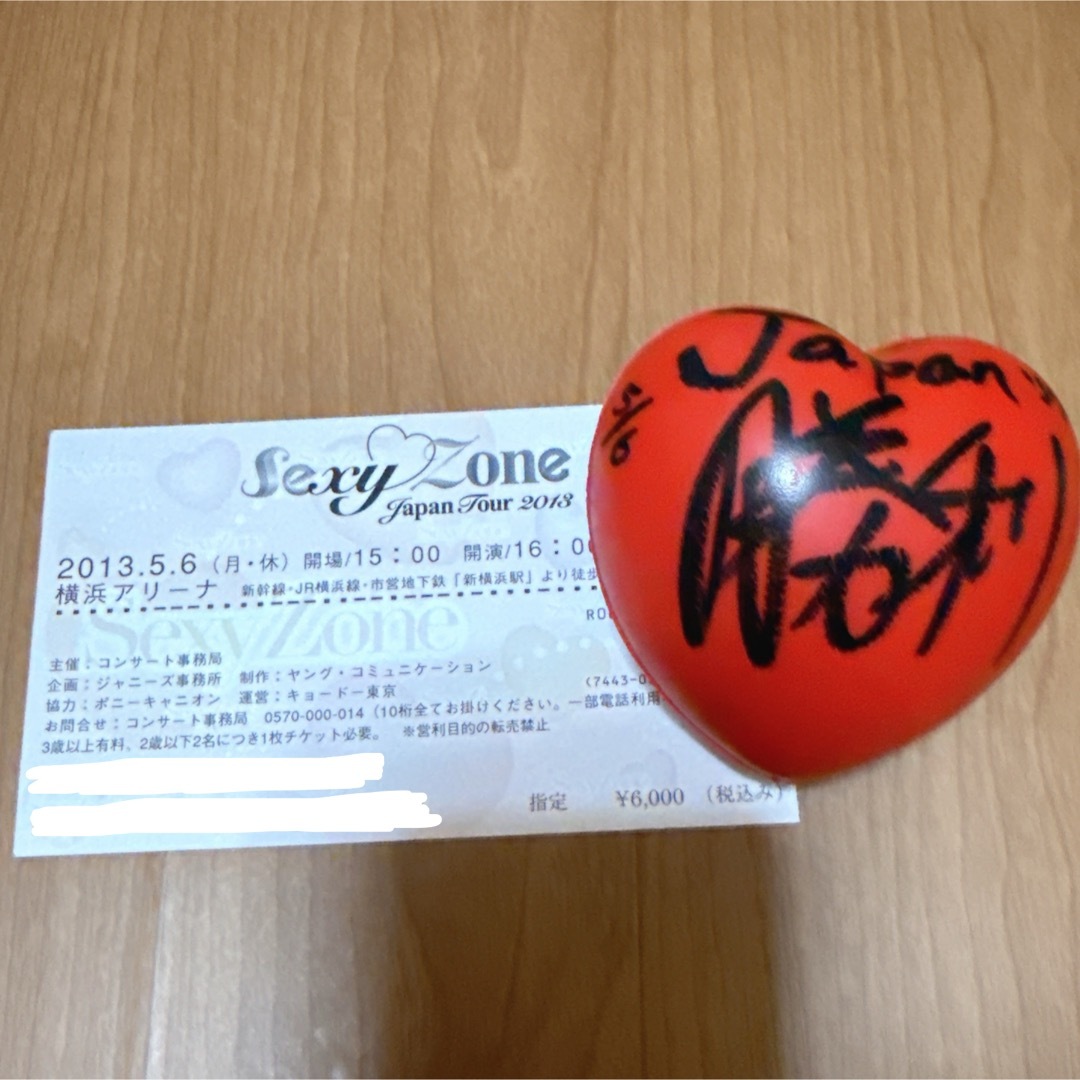 Sexy Zone
Japan Tour 2013
2013.5.6(月・休)開場/15:00 開演/16:0
横浜アリーナ 新幹線・JR横浜線・市営地下鉄「新横浜駅」より徒歩
Sexy Zone
主催:コンサート事務局
企画:ジャニーズ事務所 制作:ヤング・コミュニケーション
(7443-0
協力:ポニーキャニオン 運営:キョードー東京
お問合せ:コンサート事務局 0570-000-014(10桁全てお掛けください。一部電話利用
3歳以上有料、2歳以下2名につき1枚チケット必要。 ※営利目的の転売禁止
指定 ¥6,000 (税込み)
Japan
5/6
勝利